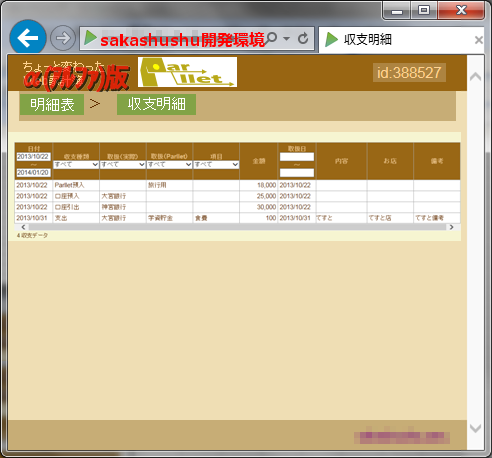 sakashushu開発環境
収支明細
ちょっと変わった
α(アルファ)版
Parllet
id:388527
明細表 > 収支明細
日付 収支種類 取扱(実際) 取扱(Parllet) 項目 金額 取扱日 内容 お店 備考
2013/10/22
― すべて すべて すべて すべて ―
2014/01/20
2013/10/22 Parllet預入 旅行用 18,000 2013/10/22
2013/10/22 口座預入 大宮銀行 25,000 2013/10/22
2013/10/22 口座引出 神宮銀行 30,000 2013/10/22
2013/10/31 支出 大宮銀行 学資貯金 食費 100 2013/10/31 てすと てすと店 てすと備考
4 収支データ